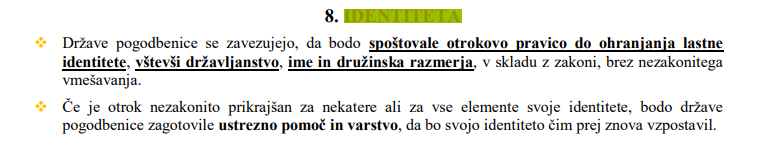 8. IDENTITETA
Države pogodbenice se zavezujejo, da bodo spoštovale otrokovo pravico do ohranjanja lastne
identitete, vštevši državljanstvo, ime in družinska razmerja, v skladu z zakoni, brez nezakonitega
vmešavanja.
Če je otrok nezakonito prikrajšan za nekatere ali za vse elemente svoje identitete, bodo države
pogodbenice zagotovile ustrezno pomoč in varstvo, da bo svojo identiteto čim prej znova vzpostavil.